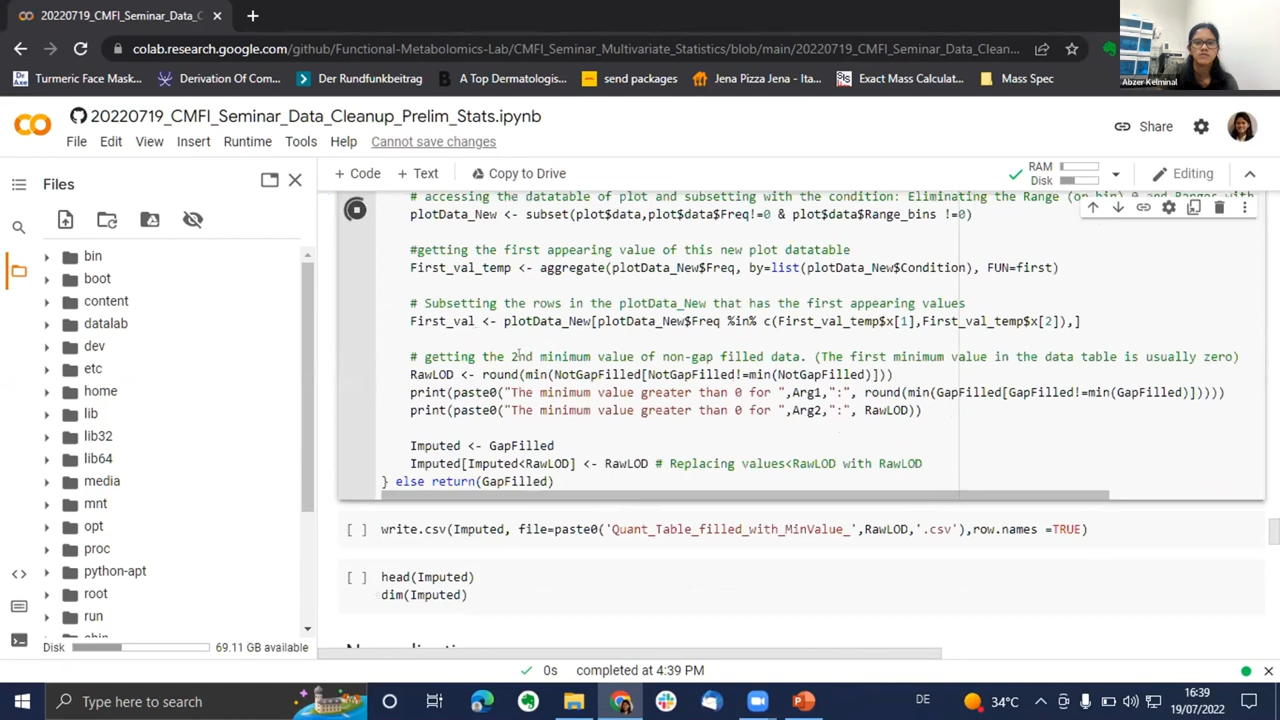 20220719_CMFI_Seminar_Data_C
colab.research.google.com/github/Functional-Metabolomics-Lab/CMFI_Seminar_Multivariate_Statistics/blob/main/20220719_CMFI_Seminar_Data_Clean...
Abzer Kelminal
Turmeric Face Mask... Derivation Of Com... Der Rundfunkbeitrag A Top Dermatologis... send packages Jena Pizza Jena - Ita... Exact Mass Calculat... Mass Spec
20220719_CMFI_Seminar_Data_Cleanup_Prelim_Stats.ipynb
Share
File Edit View Insert Runtime Tools Help Cannot save changes
Files
+ Code + Text Copy to Drive
RAM
Disk
Editing
# accessing the datatable of plot and subsetting with the condition: Eliminating the Range
plotData_New <- subset(plot$data,plot$data$Freq!=0 & plot$data$Range_bins !=0)
#getting the first appearing value of this new plot datatable
First_val_temp <- aggregate(plotData_New$Freq, by=list(plotData_New$Condition), FUN=first)
# Subsetting the rows in the plotData_New that has the first appearing values
First_val <- plotData_New[plotData_New$Freq %in% c(First_val_temp$x[1],First_val_temp$x[2]),]
# getting the 2nd minimum value of non-gap filled data. (The first minimum value in the data table is usually zero)
RawLOD <- round(min(NotGapFilled[NotGapFilled!=min(NotGapFilled)]))
print(paste0("The minimum value greater than 0 for ",Arg1,":", round(min(GapFilled[GapFilled!=min(GapFilled)]))))
print(paste0("The minimum value greater than 0 for ",Arg2,":", RawLOD))
Imputed <- GapFilled
Imputed[Imputed<RawLOD] <- RawLOD # Replacing values<RawLOD with RawLOD
} else return(GapFilled)
[ ] write.csv(Imputed, file=paste0('Quant_Table_filled_with_MinValue_',RawLOD,'.csv'),row.names =TRUE)
[ ] head(Imputed)
dim(Imputed)
bin
boot
content
datalab
dev
etc
home
lib
lib32
lib64
media
mnt
opt
proc
python-apt
root
run
Disk 69.11 GB available
0s completed at 4:39 PM
Type here to search
DE
34°C
16:39
19/07/2022